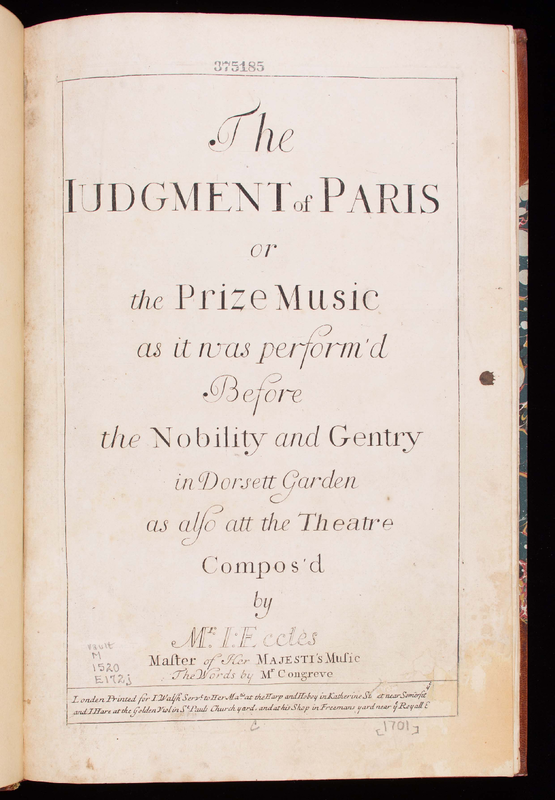 375185
The
IUDGMENT of PARIS
or
the Prize Music
as it was perform'd
Before
the Nobility and Gentry
in Dorsett Garden
as also att the Theatre
Compos'd
by
Mr. I: Eccles
Master of Her MAJESTI's Music
The Words by Mr Congreve
London Printed for I. Walsh Servt. to Her Matie. at the Harp and Hoboy in Katherine Str near Somerset
and I. Hare at the Golden Viol in St. Pauls Church yard, and at his Shop in Freemans yard near ye Royall E
M
1520
E172j
[1701]
c